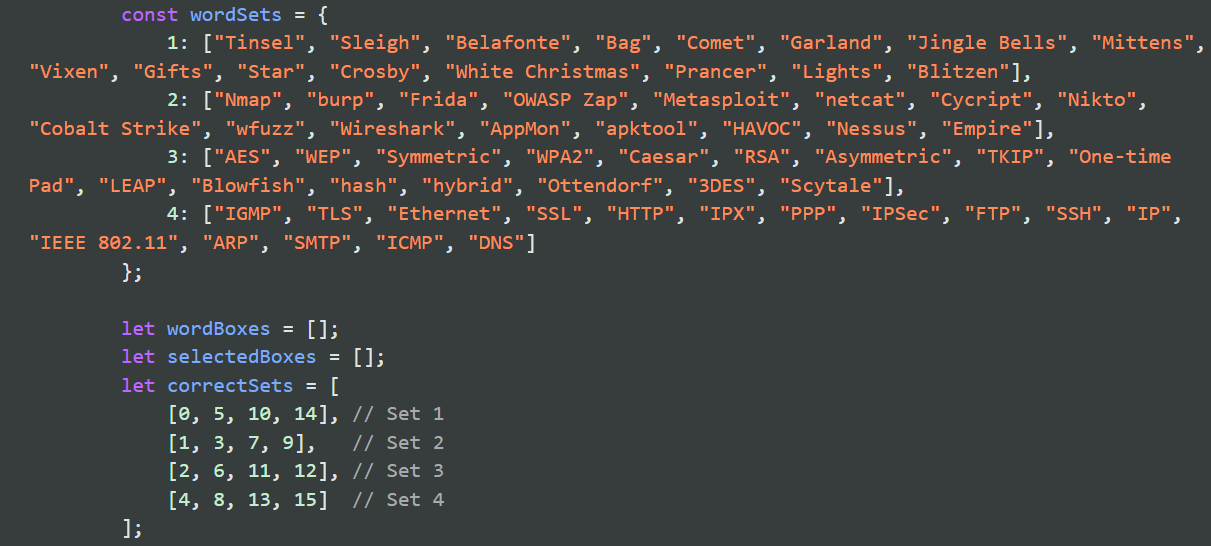 const wordSets = {
1: ["Tinsel", "Sleigh", "Belafonte", "Bag", "Comet", "Garland", "Jingle Bells", "Mittens",
"Vixen", "Gifts", "Star", "Crosby", "White Christmas", "Prancer", "Lights", "Blitzen"],
2: ["Nmap", "burp", "Frida", "OWASP Zap", "Metasploit", "netcat", "Cycript", "Nikto",
"Cobalt Strike", "wfuzz", "Wireshark", "AppMon", "apktool", "HAVOC", "Nessus", "Empire"],
3: ["AES", "WEP", "Symmetric", "WPA2", "Caesar", "RSA", "Asymmetric", "TKIP", "One-time
Pad", "LEAP", "Blowfish", "hash", "hybrid", "Ottendorf", "3DES", "Scytale"],
4: ["IGMP", "TLS", "Ethernet", "SSL", "HTTP", "IPX", "PPP", "IPSec", "FTP", "SSH", "IP",
"IEEE 802.11", "ARP", "SMTP", "ICMP", "DNS"]
};
let wordBoxes = [];
let selectedBoxes = [];
let correctSets = [
[0, 5, 10, 14], // Set 1
[1, 3, 7, 9],   // Set 2
[2, 6, 11, 12], // Set 3
[4, 8, 13, 15]  // Set 4
];